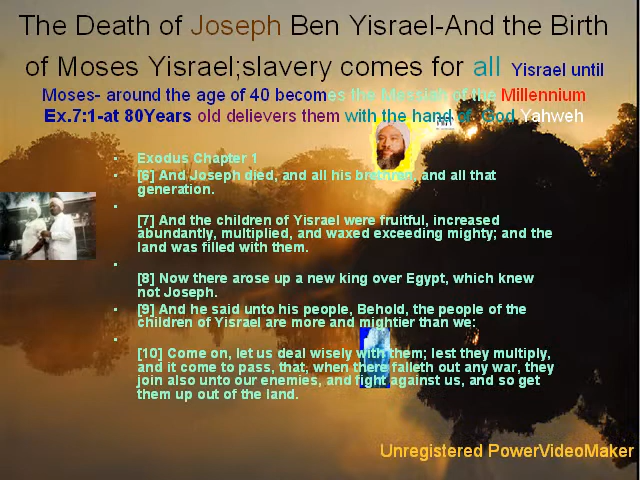 The Death of Joseph Ben Yisrael-And the Birth
of Moses Yisrael;slavery comes for all Yisrael until
Moses- around the age of 40 becomes the Messiah of the Millennium
Ex.7:1-at 80Years old delievers them with the hand of God,Yahweh
Exodus Chapter 1
[6] And Joseph died, and all his brethren, and all that
generation.
[7] And the children of Yisrael were fruitful, increased
abundantly, multiplied, and waxed exceeding mighty; and the
land was filled with them.
[8] Now there arose up a new king over Egypt, which knew
not Joseph.
[9] And he said unto his people, Behold, the people of the
children of Yisrael are more and mightier than we:
[10] Come on, let us deal wisely with them; lest they multiply,
and it come to pass, that, when there falleth out any war, they
join also unto our enemies, and fight against us, and so get
them up out of the land.
Unregistered PowerVideoMaker